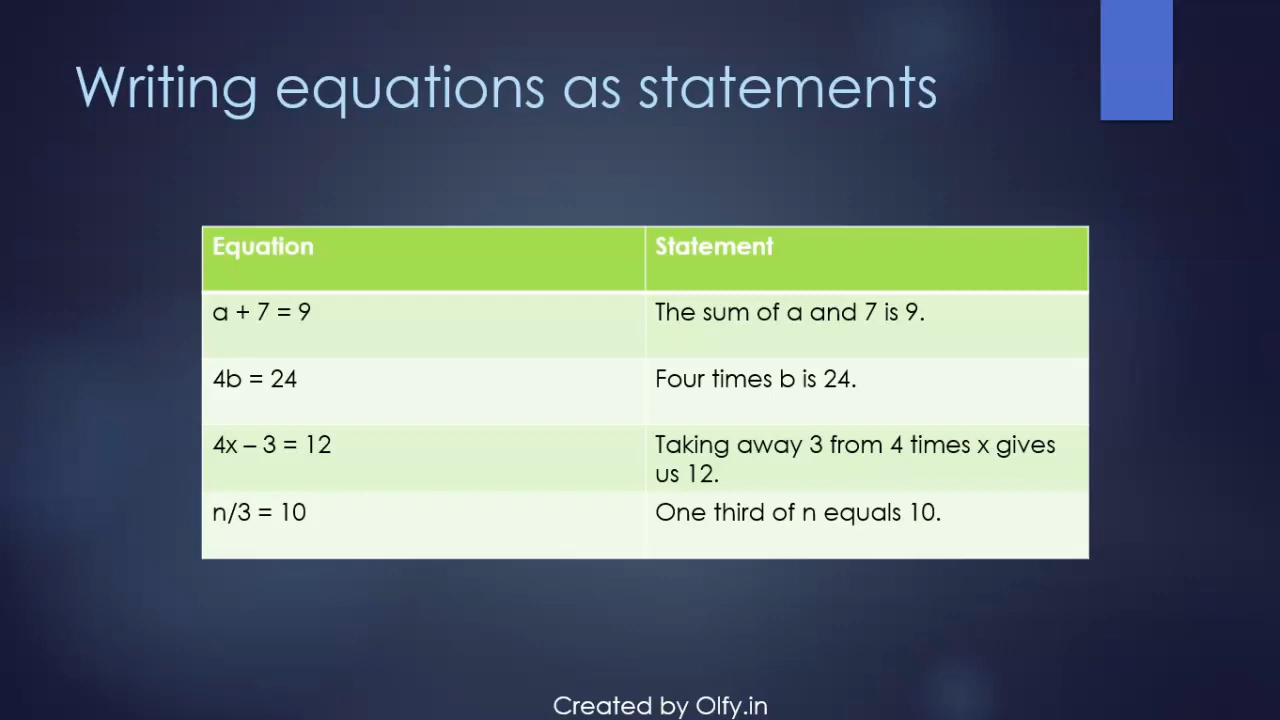 Writing equations as statements
Equation Statement
a + 7 = 9 The sum of a and 7 is 9.
4b = 24 Four times b is 24.
4x – 3 = 12 Taking away 3 from 4 times x gives
us 12.
n/3 = 10 One third of n equals 10.
Created by Olfy.in